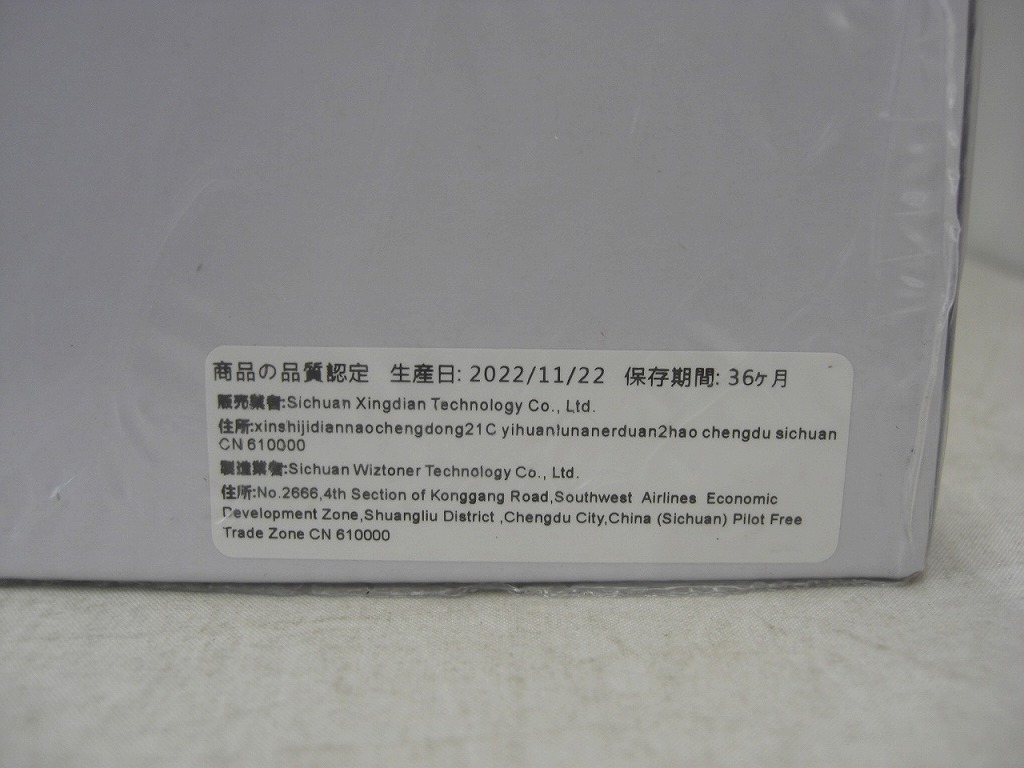 商品の品質認定 生産日: 2022/11/22 保存期間: 36ヶ月
販売業者:Sichuan Xingdian Technology Co., Ltd.
住所:xinshijidiannaochengdong21C yihuanlunanerduan2hao chengdu sichuan
CN 610000
製造業者:Sichuan Wiztoner Technology Co., Ltd.
住所:No.2666,4th Section of Konggang Road,Southwest Airlines Economic
Development Zone,Shuangliu District ,Chengdu City,China (Sichuan) Pilot Free
Trade Zone CN 610000